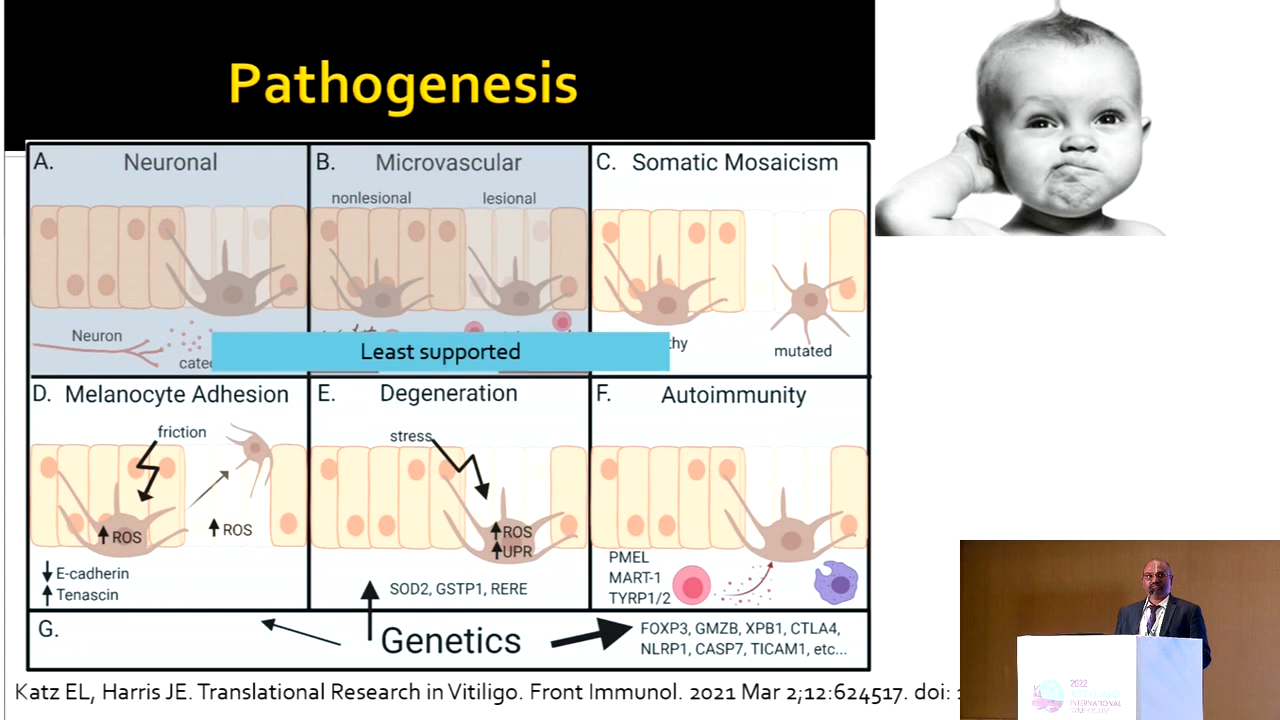 Pathogenesis
A. Neuronal
B. Microvascular
C. Somatic Mosaicism
nonlesional
lesional
Neuron
mutated
Least supported
D. Melanocyte Adhesion
E. Degeneration
F. Autoimmunity
friction
ROS
ROS
E-cadherin
Tenascin
stress
ROS
UPR
SOD2, GSTP1, RERE
PMEL
MART-1
TYRP1/2
G.
Genetics
FOXP3, GMZB, XPB1, CTLA4,
NLRP1, CASP7, TICAM1, etc...
Katz EL, Harris JE. Translational Research in Vitiligo. Front Immunol. 2021 Mar 2;12:624517. doi:
2022
VITILIGO
INTERNATIONAL
SYMPOSIUM